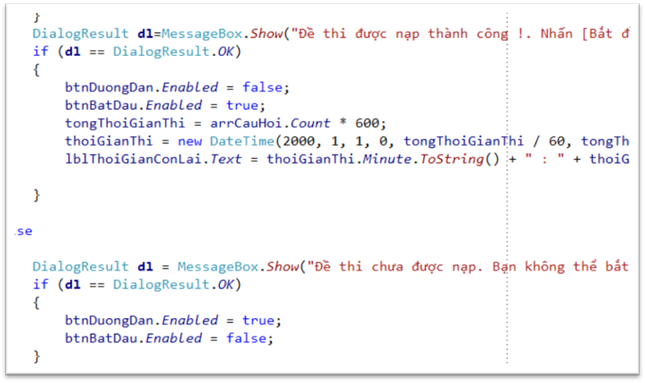 }
DialogResult dl=MessageBox.Show("Đề thi được nạp thành công !. Nhấn [Bắt đ
if (dl == DialogResult.OK)
{
btnDuongDan.Enabled = false;
btnBatDau.Enabled = true;
tongThoiGianThi = arrCauHoi.Count * 600;
thoiGianThi = new DateTime(2000, 1, 1, 0, tongThoiGianThi / 60, tongTh
lblThoiGianConLai.Text = thoiGianThi.Minute.ToString() + " : " + thoiG
}
se
DialogResult dl = MessageBox.Show("Đề thi chưa được nạp. Bạn không thể bắt
if (dl == DialogResult.OK)
{
btnDuongDan.Enabled = true;
btnBatDau.Enabled = false;
}